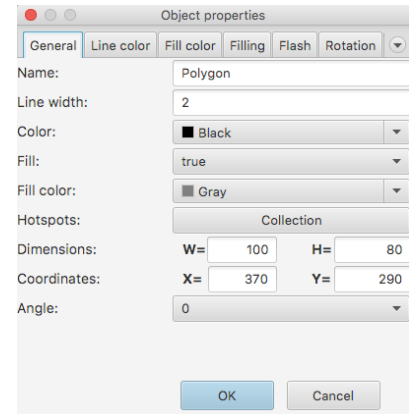 Object properties
General Line color Fill color Filling Flash Rotation
Name: Polygon
Line width: 2
Color: Black
Fill: true
Fill color: Gray
Hotspots: Collection
Dimensions: W= 100 H= 80
Coordinates: X= 370 Y= 290
Angle: 0
OK Cancel